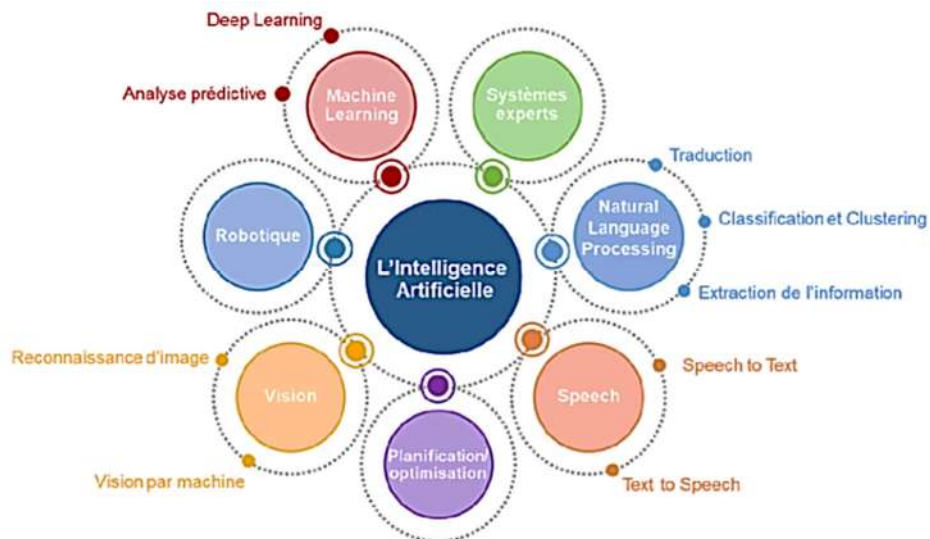 Deep Learning
Analyse prédictive
Machine
Learning
Systèmes
experts
Traduction
Natural
Language
Processing
Classification et Clustering
Extraction de l'information
Robotique
L'Intelligence
Artificielle
Reconnaissance d'image
Vision
Vision par machine
Speech to Text
Speech
Text to Speech
Planification/
optimisation